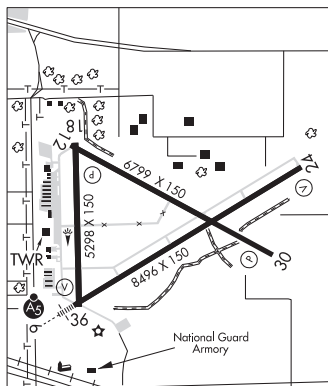 18
12
P
6799 X 150
24
V
5298 X 150
TWR
8496 X 150
P
30
V
A5
36
6
National Guard
Armory